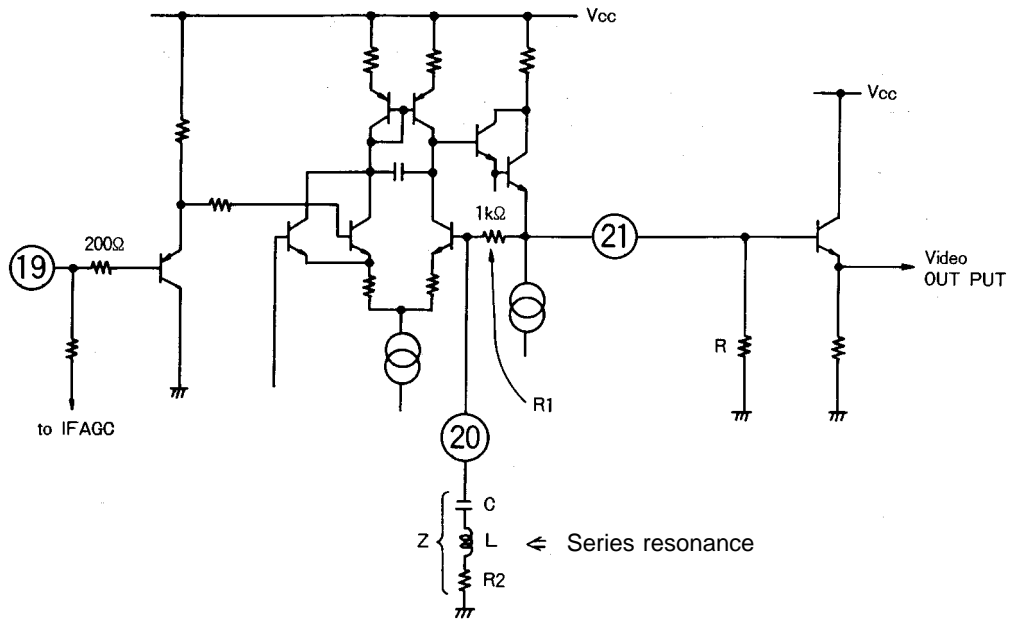 Vcc
Vcc
1kΩ
200Ω
19
21
Video
OUT PUT
R
R1
to IFAGC
20
C
Z
L
← Series resonance
R2